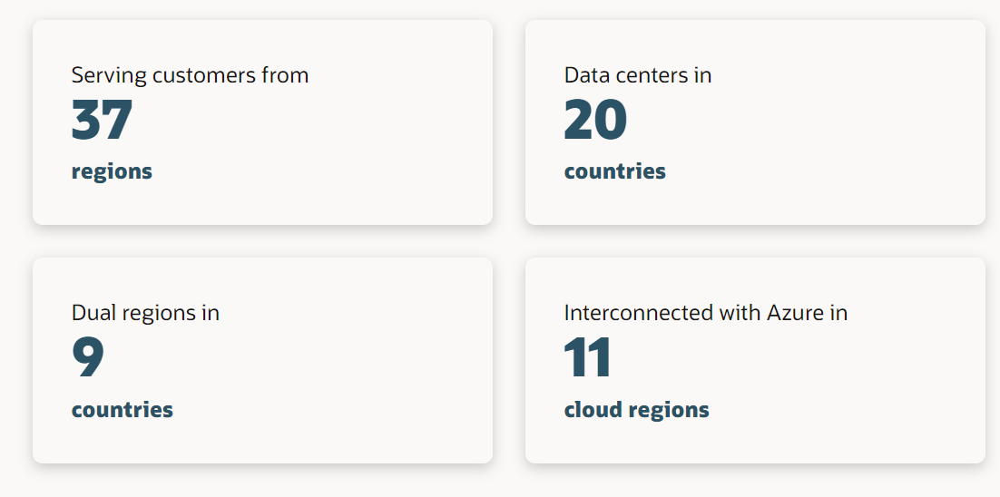 Serving customers from
37
regions
Data centers in
20
countries
Dual regions in
9
countries
Interconnected with Azure in
11
cloud regions